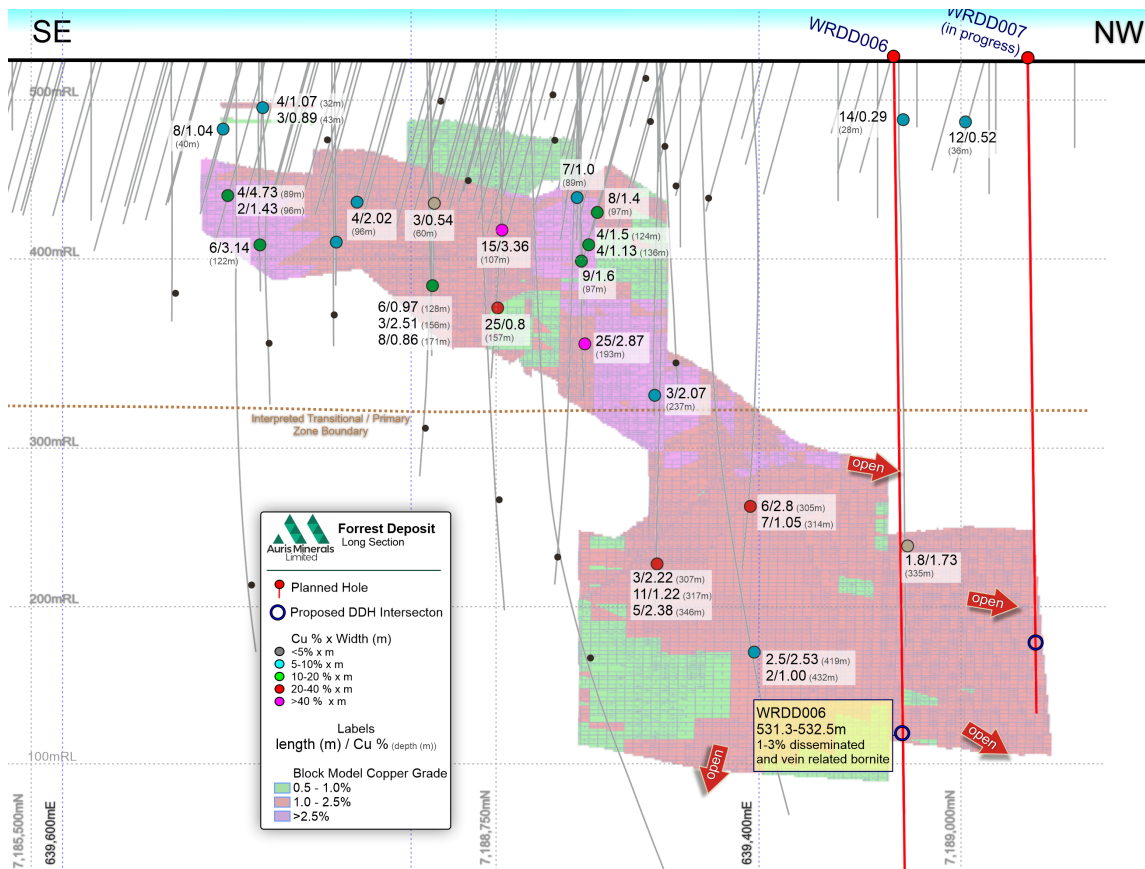 SE
NW
WRDD006
WRDD007
(in progress)
500mRL
400mRL
300mRL
200mRL
100mRL
4/1.07 (32m)
3/0.89 (43m)
8/1.04
(40m)
14/0.29
(28m)
12/0.52
(36m)
4/4.73 (89m)
2/1.43 (96m)
4/2.02
(96m)
3/0.54
(60m)
7/1.0
(89m)
8/1.4
(97m)
6/3.14
(122m)
15/3.36
(107m)
4/1.5 (124m)
4/1.13 (136m)
9/1.6
(97m)
6/0.97 (128m)
3/2.51 (156m)
8/0.86 (171m)
25/0.8
(157m)
25/2.87
(193m)
3/2.07
(237m)
Interpreted Transitional / Primary
Zone Boundary
open
6/2.8 (305m)
7/1.05 (314m)
1.8/1.73
(335m)
3/2.22 (307m)
11/1.22 (317m)
5/2.38 (346m)
open
2.5/2.53 (419m)
2/1.00 (432m)
WRDD006
531.3-532.5m
1-3% disseminated
and vein related bornite
open
open
Auris Minerals
Limited
Forrest Deposit
Long Section
Planned Hole
Proposed DDH Intersecton
Cu % x Width (m)
<5% x m
5-10% x m
10-20 % x m
20-40 % x m
>40 % x m
Labels
length (m) / Cu % (depth (m))
Block Model Copper Grade
0.5 - 1.0%
1.0 - 2.5%
>2.5%
7,185,500mN
639,600mE
7,188,750mN
639,400mE
7,189,000mN